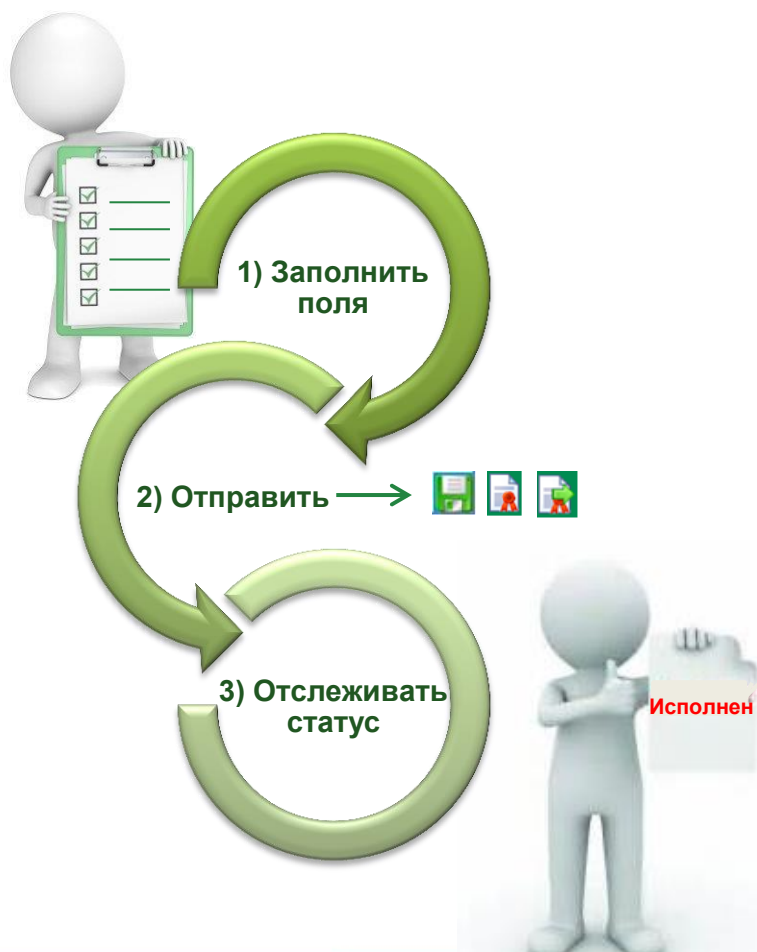 1) Заполнить
поля
2) Отправить
3) Отслеживать
статус
Исполнен